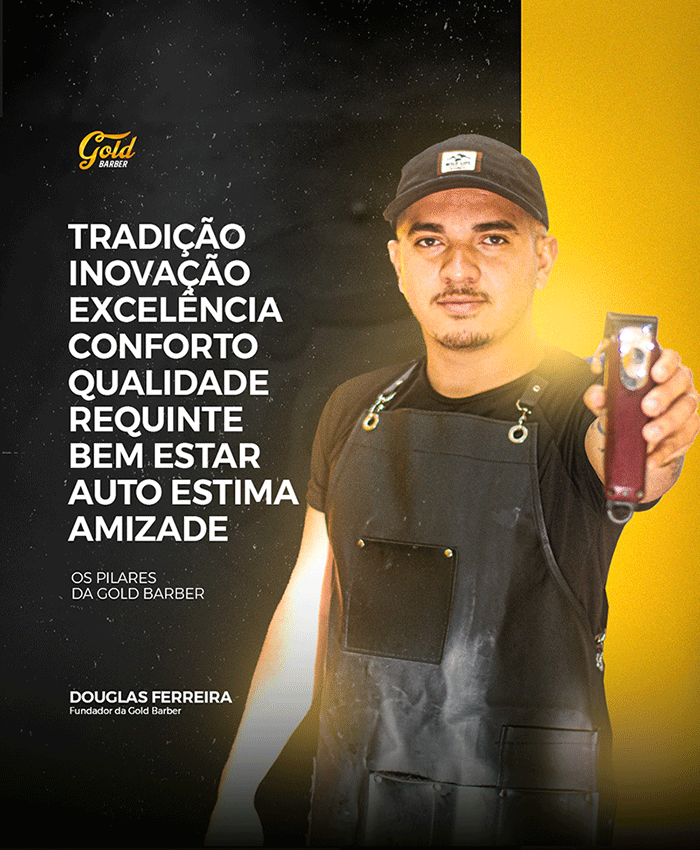 Gold
BARBER
TRADIÇÃO
INOVAÇÃO
EXCELÊNCIA
CONFORTO
QUALIDADE
REQUINTE
BEM ESTAR
AUTO ESTIMA
AMIZADE
OS PILARES
DA GOLD BARBER
DOUGLAS FERREIRA
Fundador da Gold Barber